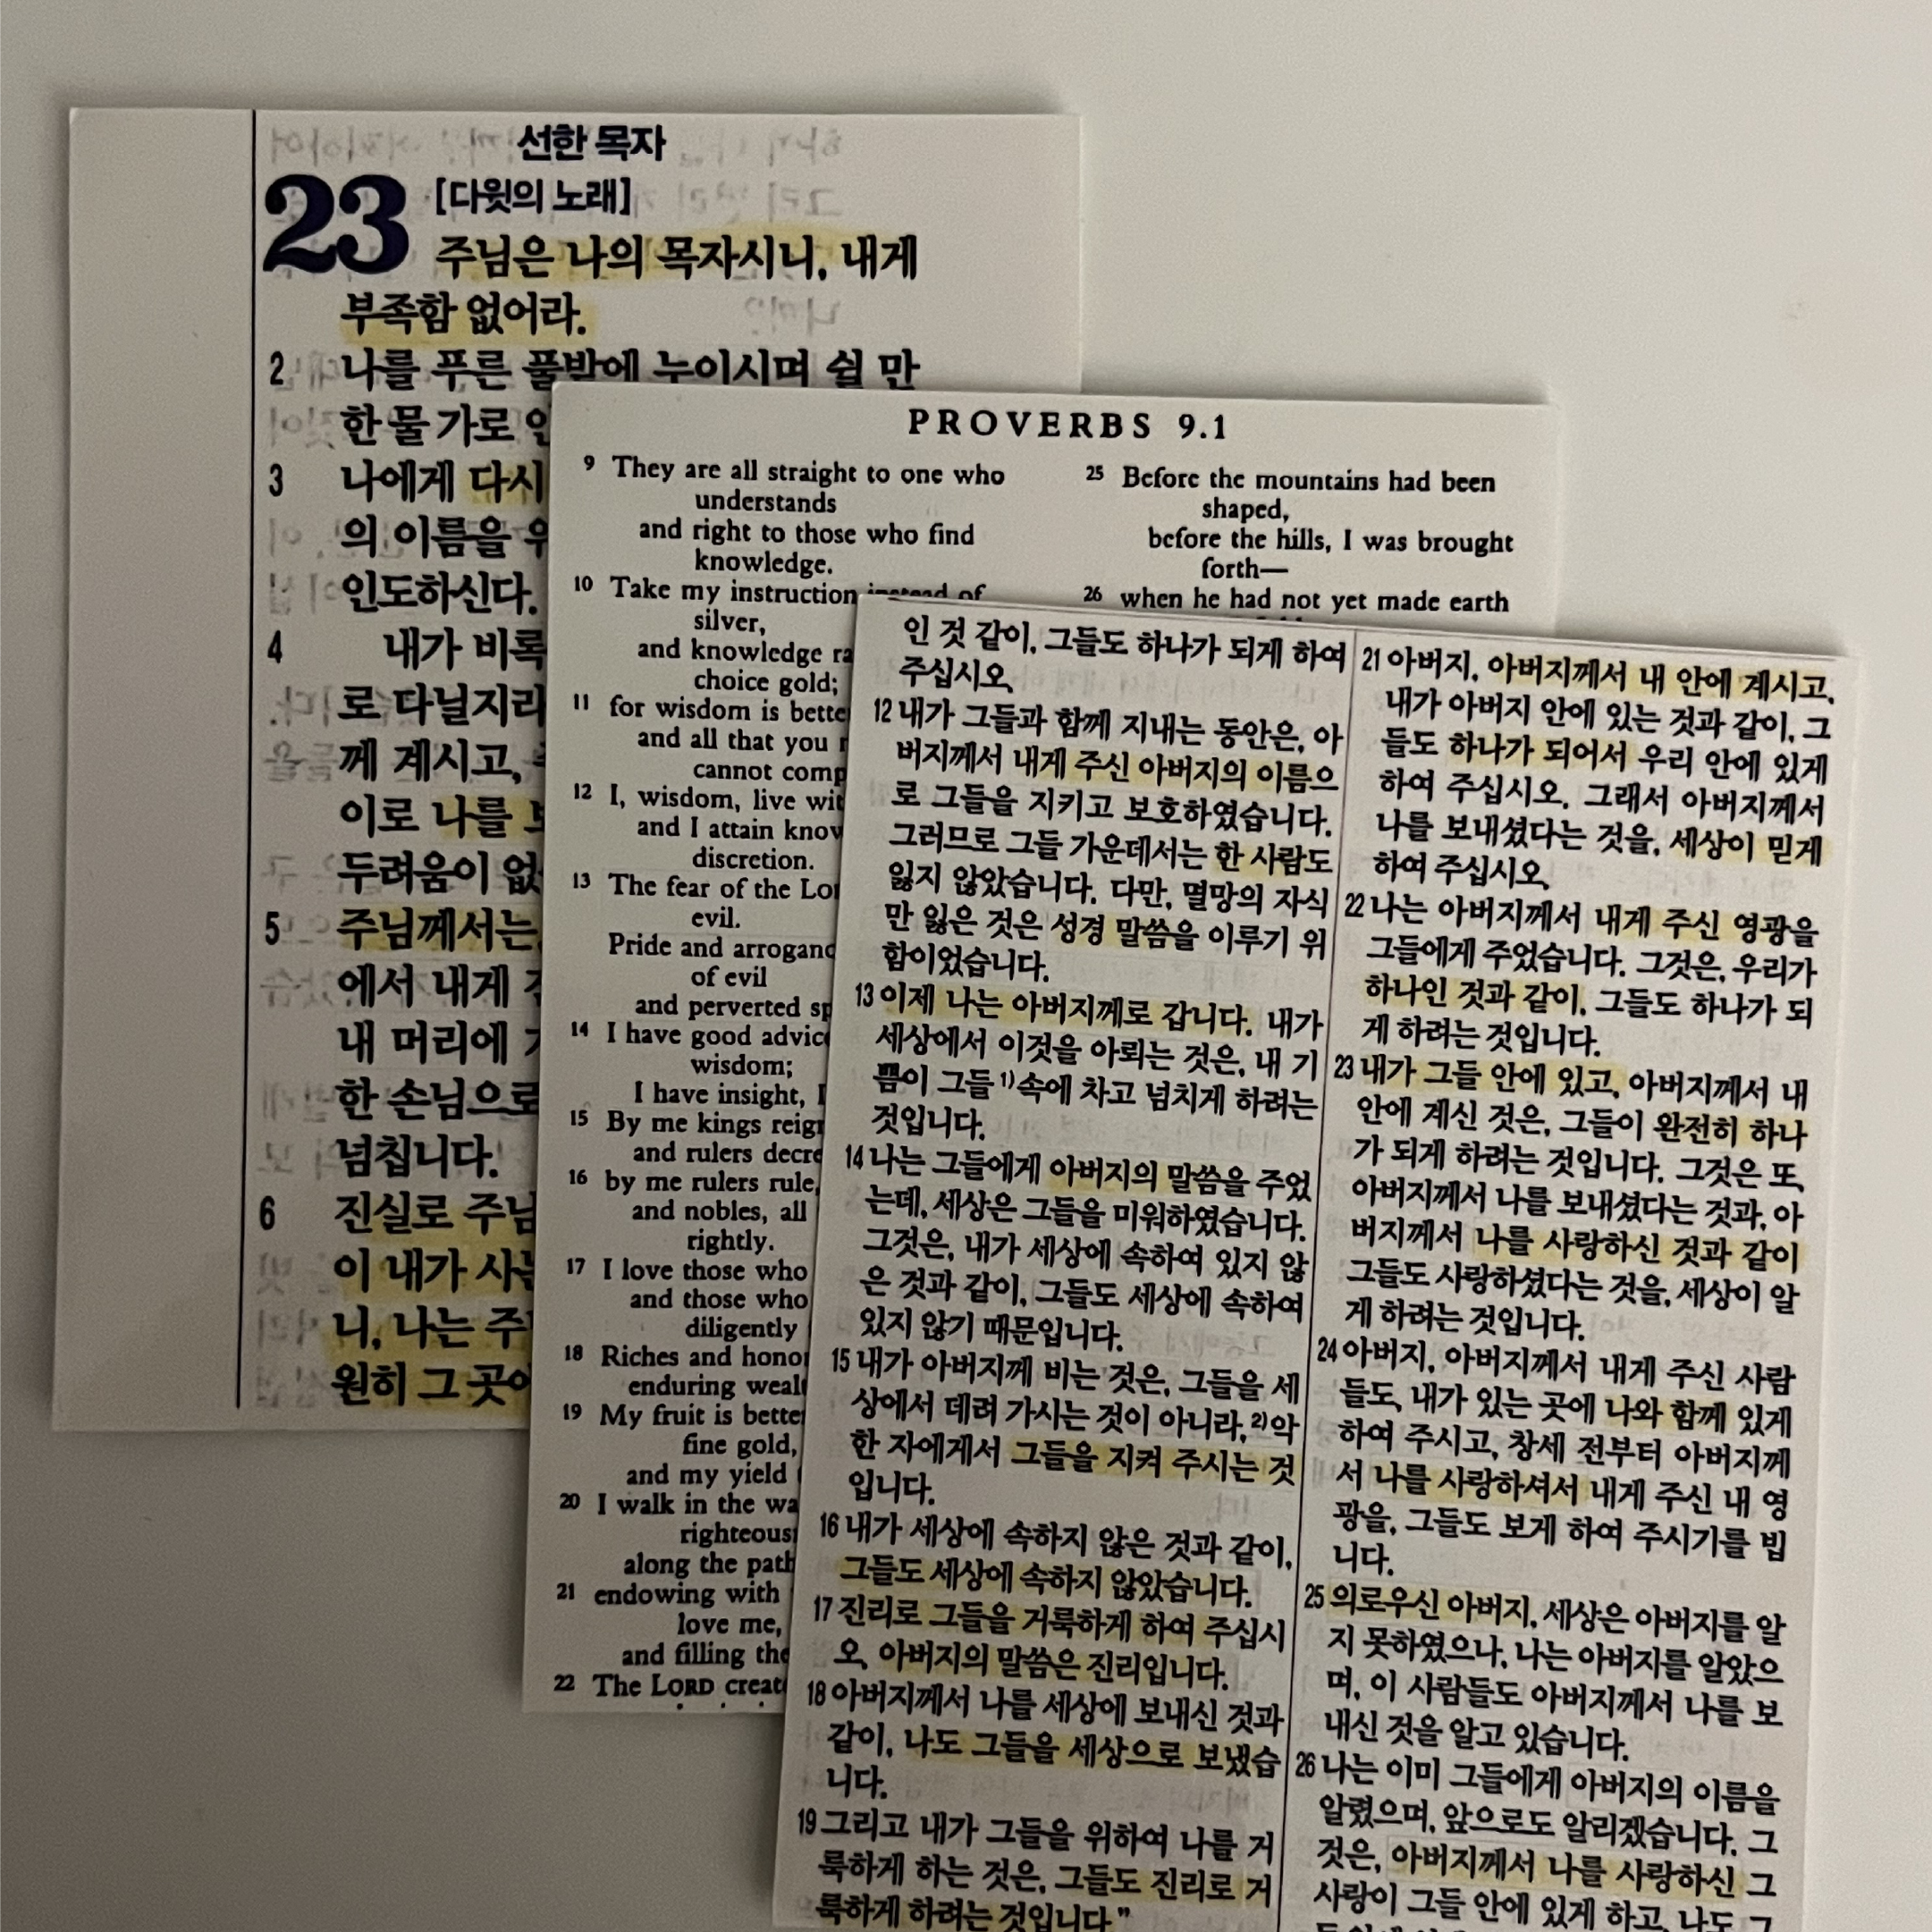 선한 목자
23
[다윗의 노래]
주님은 나의 목자시니, 내게
부족함 없어라.
2 나를 푸른 풀밭에 누이시며 쉴 만
한 물 가로
3 나에게 다시
의 이름을
인도하신다.
4 내가 비록
로 다닐지라
께 계시고,
이로 나를
두려움이
5 주님께서는,
에서 내게
내 머리에
한 손님으로
넘칩니다.
6 진실로 주님
이 내가
니, 나는
원히 그
PROVERBS 9.1
9 They are all straight to one who
understands
and right to those who find
knowledge.
10 Take my instruction instead of
silver,
and knowledge
choice gold;
11 for wisdom is
and all that you
cannot
12 I, wisdom, live
and I attain
discretion.
13 The fear of the
evil.
Pride and
of evil
and perverted
14 I have good
wisdom;
I have insight, I
15 By me kings
and rulers
16 by me rulers rule,
and nobles, all
rightly.
17 I love those who
and those who
diligently
18 Riches and
enduring
19 My fruit is
fine gold,
and my yield
20 I walk in the
along the
21 endowing with
love me,
and filling
22 The LORD
25 Before the mountains had been
shaped,
before the hills, I was brought
forth—
26 when he had not yet made earth
인 것 같이, 그들도 하나가 되게 하여
주십시오.
12 내가 그들과 함께 지내는 동안은, 아
버지께서 내게 주신 아버지의 이름으
로 그들을 지키고 보호하였습니다.
그러므로 그들 가운데서는 한 사람도
잃지 않았습니다. 다만, 멸망의 자식
만 잃은 것은 성경 말씀을 이루기 위
함이었습니다.
13 이제 나는 아버지께로 갑니다. 내가
세상에서 이것을 아뢰는 것은, 내 기
쁨이 그들 1)속에 차고 넘치게 하려는
것입니다.
14 나는 그들에게 아버지의 말씀을 주었
는데, 세상은 그들을 미워하였습니다.
그것은, 내가 세상에 속하여 있지 않
은 것과 같이, 그들도 세상에 속하여
있지 않기 때문입니다.
15 내가 아버지께 비는 것은, 그들을 세
상에서 데려 가시는 것이 아니라, 2)악
한 자에게서 그들을 지켜 주시는 것
입니다.
16 내가 세상에 속하지 않은 것과 같이,
그들도 세상에 속하지 않았습니다.
17 진리로 그들을 거룩하게 하여 주십시
오. 아버지의 말씀은 진리입니다.
18 아버지께서 나를 세상에 보내신 것과
같이, 나도 그들을 세상으로 보냈습
니다.
19 그리고 내가 그들을 위하여 나를 거
룩하게 하는 것은, 그들도 진리로 거
룩하게 하려는 것입니다."
21 아버지, 아버지께서 내 안에 계시고,
내가 아버지 안에 있는 것과 같이, 그
들도 하나가 되어서 우리 안에 있게
하여 주십시오. 그래서 아버지께서
나를 보내셨다는 것을, 세상이 믿게
하여 주십시오.
22 나는 아버지께서 내게 주신 영광을
그들에게 주었습니다. 그것은, 우리가
하나인 것과 같이, 그들도 하나가 되
게 하려는 것입니다.
23 내가 그들 안에 있고, 아버지께서 내
안에 계신 것은, 그들이 완전히 하나
가 되게 하려는 것입니다. 그것은 또,
아버지께서 나를 보내셨다는 것과, 아
버지께서 나를 사랑하신 것과 같이
그들도 사랑하셨다는 것을, 세상이 알
게 하려는 것입니다.
24 아버지, 아버지께서 내게 주신 사람
들도, 내가 있는 곳에 나와 함께 있게
하여 주시고, 창세 전부터 아버지께
서 나를 사랑하셔서 내게 주신 내 영
광을, 그들도 보게 하여 주시기를 빕
니다.
25 의로우신 아버지, 세상은 아버지를 알
지 못하였으나, 나는 아버지를 알았으
며, 이 사람들도 아버지께서 나를 보
내신 것을 알고 있습니다.
26 나는 이미 그들에게 아버지의 이름을
알렸으며, 앞으로도 알리겠습니다. 그
것은, 아버지께서 나를 사랑하신 그
사랑이 그들 안에 있게 하고, 나도 그